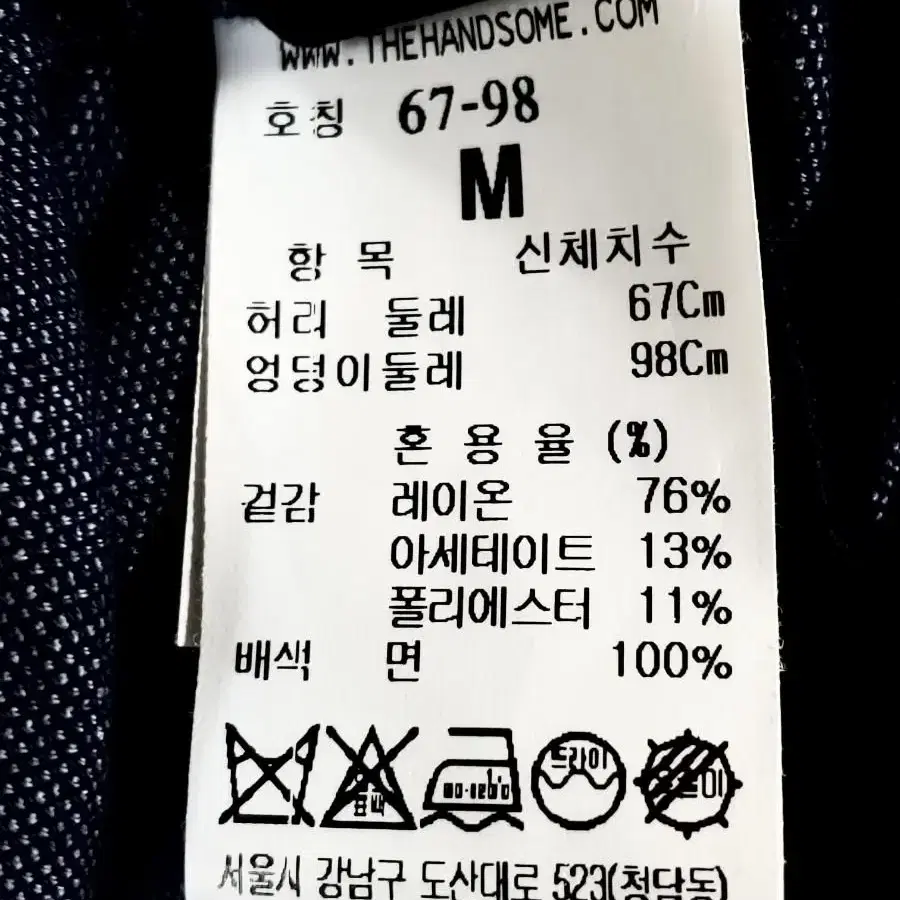 WWW.THEHANDSOME.COM
호칭 67-98
M
항 목 신체치수
허리 둘레 67Cm
엉덩이둘레 98Cm
혼 용 율 (%)
겉감 레이온 76%
아세테이트 13%
폴리에스터 11%
배색 면 100%
표백 드라이
서울시 강남구 도산대로 523(청담동)